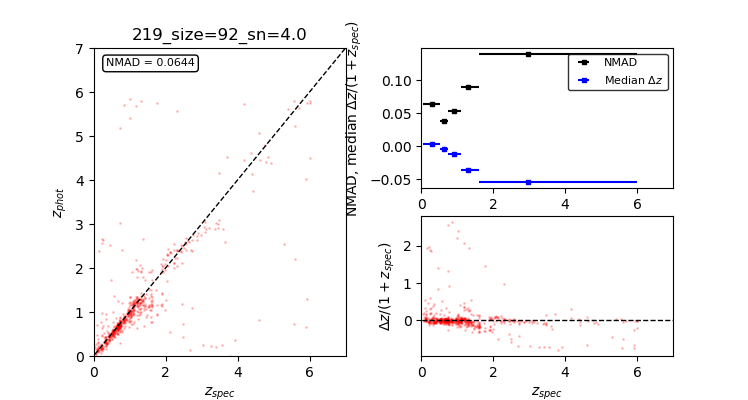 219_size=92_sn=4.0
NMAD = 0.0644
7
6
5
4
3
2
1
0
z_phot
0 2 4 6
z_spec
NMAD, median Δz/(1 + z_spec)
0.10
0.05
0.00
−0.05
NMAD
Median Δz
0 2 4 6
Δz/(1 + z_spec)
2
1
0
0 2 4 6
z_spec